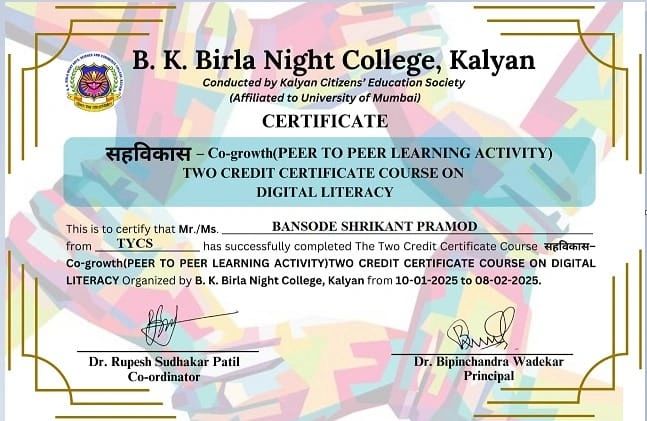 B. K. Birla Night College, Kalyan
Conducted by Kalyan Citizens' Education Society
(Affiliated to University of Mumbai)
CERTIFICATE
सहविकास – Co-growth(PEER TO PEER LEARNING ACTIVITY)
TWO CREDIT CERTIFICATE COURSE ON
DIGITAL LITERACY
This is to certify that Mr./Ms. BANSODE SHRIKANT PRAMOD
from TYCS has successfully completed The Two Credit Certificate Course सहविकास–
Co-growth(PEER TO PEER LEARNING ACTIVITY)TWO CREDIT CERTIFICATE COURSE ON DIGITAL
LITERACY Organized by B. K. Birla Night College, Kalyan from 10-01-2025 to 08-02-2025.
Dr. Rupesh Sudhakar Patil
Co-ordinator
Dr. Bipinchandra Wadekar
Principal